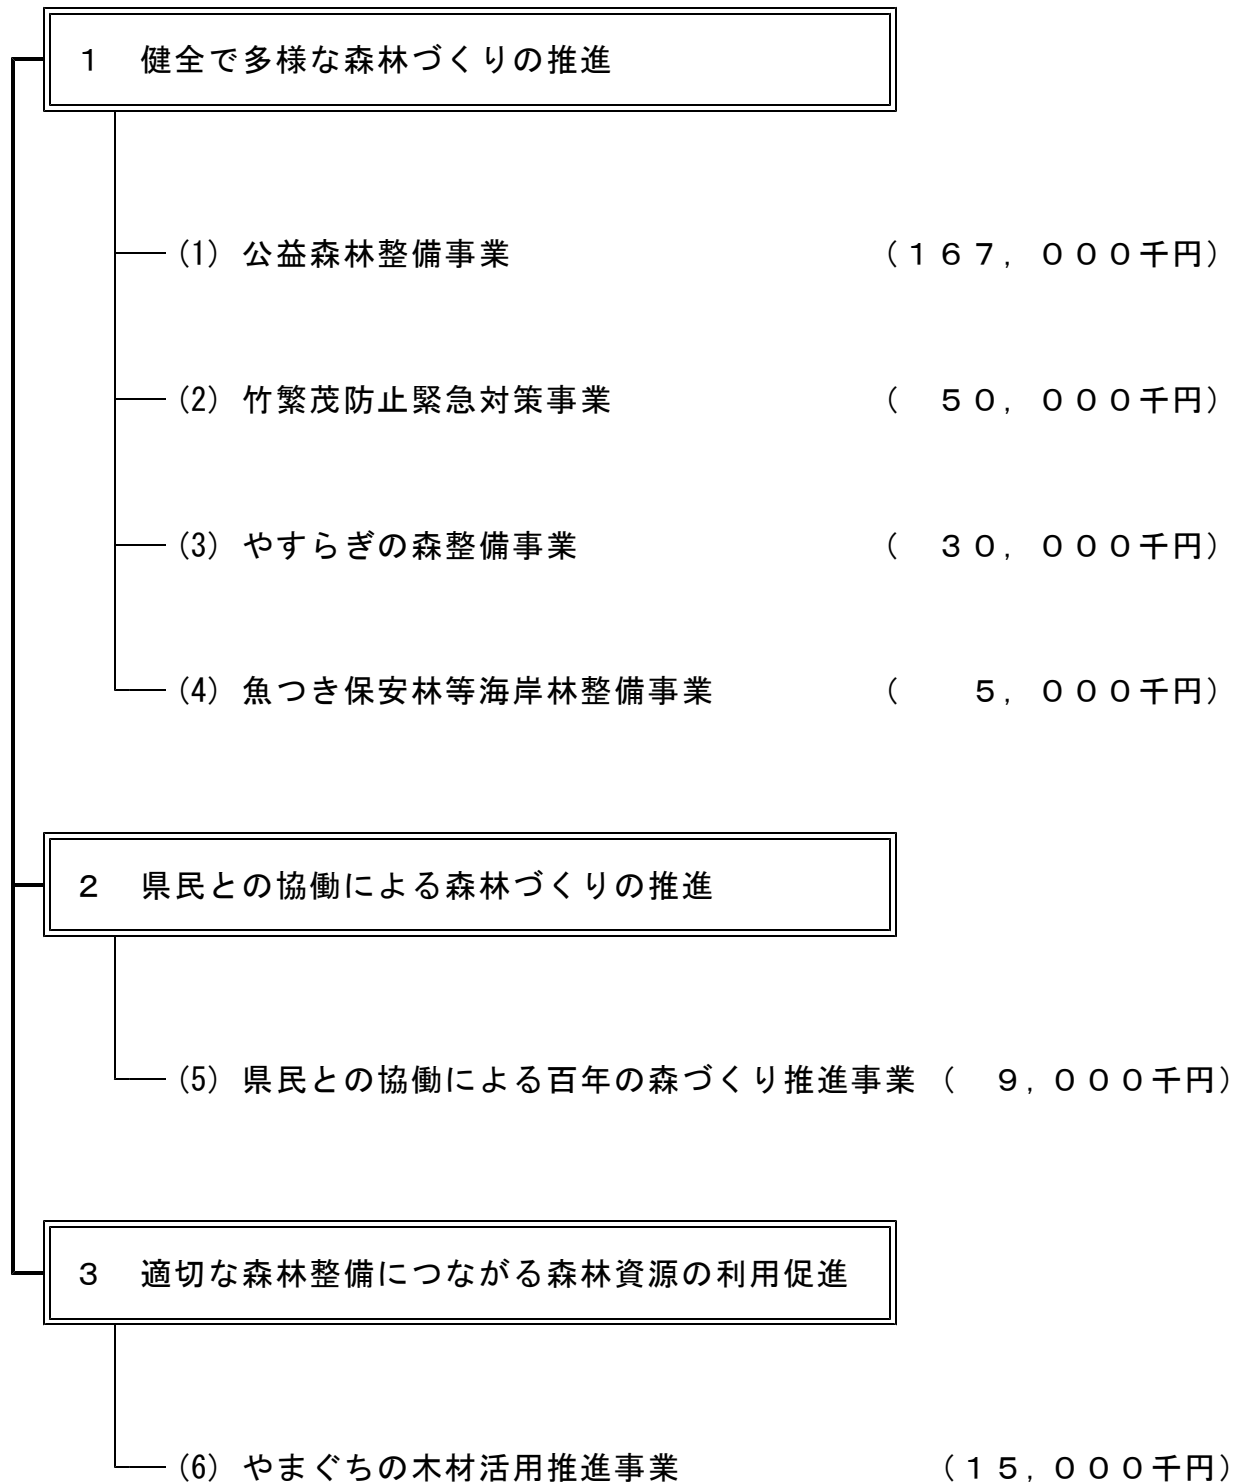 １　健全で多様な森林づくりの推進
(1) 公益森林整備事業　（１６７，０００千円）
(2) 竹繁茂防止緊急対策事業　（　５０，０００千円）
(3) やすらぎの森整備事業　（　３０，０００千円）
(4) 魚つき保安林等海岸林整備事業　（　　５，０００千円）
２　県民との協働による森林づくりの推進
(5) 県民との協働による百年の森づくり推進事業（　９，０００千円）
３　適切な森林整備につながる森林資源の利用促進
(6) やまぐちの木材活用推進事業　（１５，０００千円）